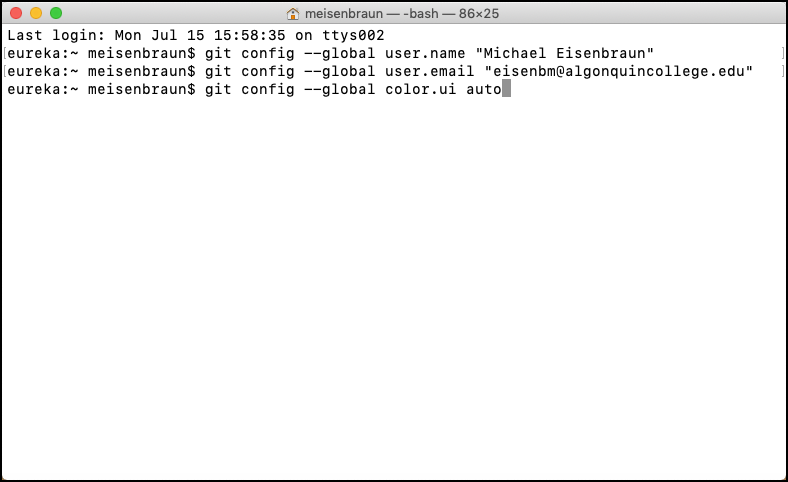 meisenbraun — -bash — 86×25
Last login: Mon Jul 15 15:58:35 on ttys002
[eureka:~ meisenbraun$ git config --global user.name "Michael Eisenbraun" ]
[eureka:~ meisenbraun$ git config --global user.email "eisenbm@algonquincollege.edu" ]
eureka:~ meisenbraun$ git config --global color.ui auto